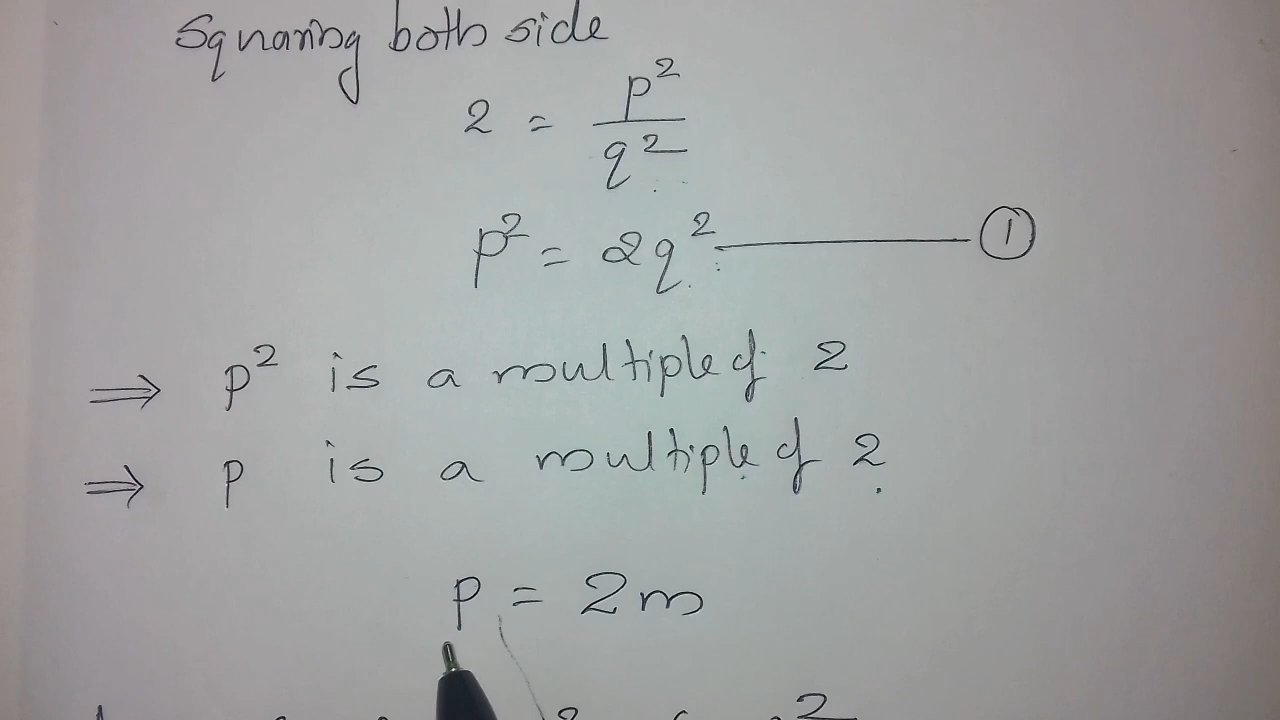 Squaring both side
2 = p²/q²
p² = 2q² ——— ①
⇒ p² is a multiple of 2
⇒ p is a multiple of 2.
p = 2m